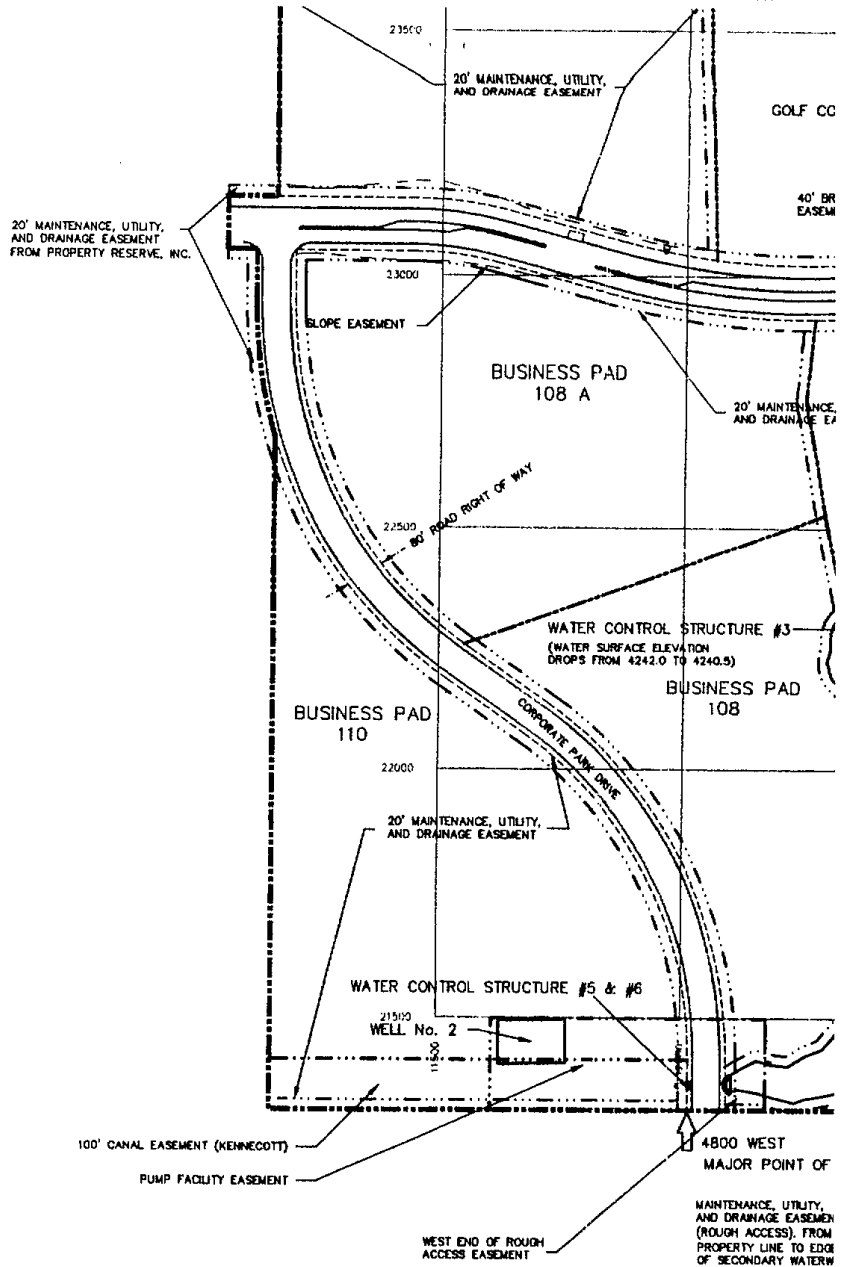 23500
20' MAINTENANCE, UTILITY,
AND DRAINAGE EASEMENT
GOLF CO
40' BR
EASEM
20' MAINTENANCE, UTILITY,
AND DRAINAGE EASEMENT
FROM PROPERTY RESERVE, INC.
23000
SLOPE EASEMENT
BUSINESS PAD
108 A
20' MAINTENANCE,
AND DRAINAGE EA
80' ROAD RIGHT OF WAY
22500
WATER CONTROL STRUCTURE #3
(WATER SURFACE ELEVATION
DROPS FROM 4242.0 TO 4240.5)
BUSINESS PAD
108
BUSINESS PAD
110
CORPORATE PARK DRIVE
22000
20' MAINTENANCE, UTILITY,
AND DRAINAGE EASEMENT
WATER CONTROL STRUCTURE #5 & #6
21500
WELL No. 2
11500
100' CANAL EASEMENT (KENNECOTT)
PUMP FACILITY EASEMENT
4800 WEST
MAJOR POINT OF
MAINTENANCE, UTILITY,
AND DRAINAGE EASEMEN
(ROUGH ACCESS). FROM
PROPERTY LINE TO EDG
OF SECONDARY WATERW
WEST END OF ROUGH
ACCESS EASEMENT